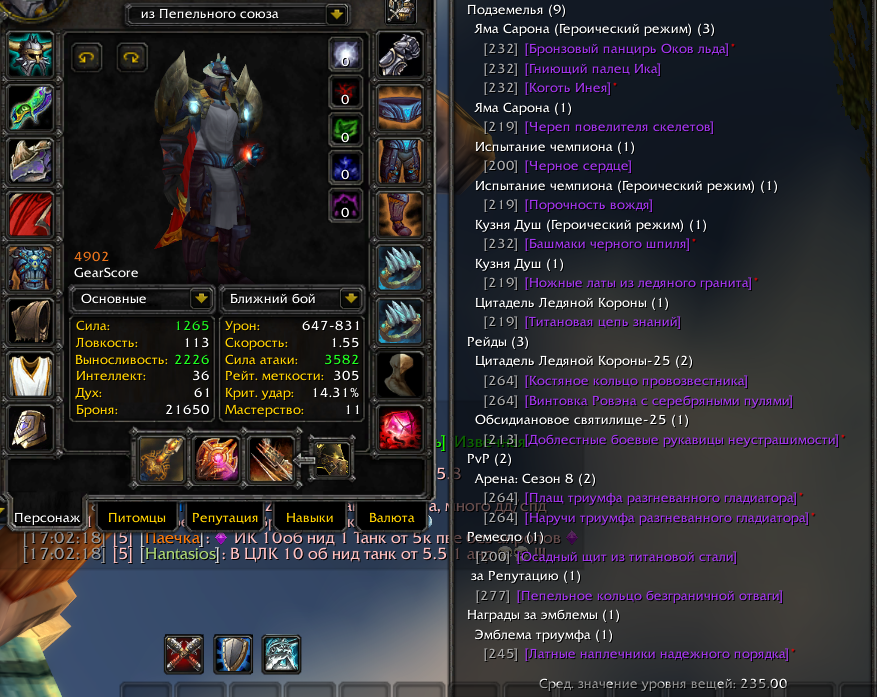 из Пепельного союза
0
0
0
0
0
4902
GearScore
Основные
Ближний бой
Сила: 1265
Ловкость: 113
Выносливость: 2226
Интеллект: 36
Дух: 61
Броня: 21650
Урон: 647-831
Скорость: 1.55
Сила атаки: 3582
Рейт. меткости: 305
Крит. удар: 14.31%
Мастерство: 11
Персонаж
Питомцы
Репутация
Навыки
Валюта
[17:02:18] [5] [Паечка]: ИК 10об нид 1 Танк от 5к
[17:02:18] [5] [Hantasios]: В ЦЛК 10 об нид танк от 5.5 1
Подземелья (9)
Яма Сарона (Героический режим) (3)
[232] [Бронзовый панцирь Оков льда]*
[232] [Гниющий палец Ика]
[232] [Коготь Инея]*
Яма Сарона (1)
[219] [Череп повелителя скелетов]
Испытание чемпиона (1)
[200] [Черное сердце]
Испытание чемпиона (Героический режим) (1)
[219] [Порочность вождя]
Кузня Душ (Героический режим) (1)
[232] [Башмаки черного шпиля]*
Кузня Душ (1)
[219] [Ножные латы из ледяного гранита]*
Цитадель Ледяной Короны (1)
[219] [Титановая цепь знаний]
Рейды (3)
Цитадель Ледяной Короны-25 (2)
[264] [Костяное кольцо провозвестника]
[264] [Винтовка Ровэна с серебряными пулями]
Обсидиановое святилище-25 (1)
[213] [Доблестные боевые рукавицы неустрашимости]*
PvP (2)
Арена: Сезон 8 (2)
[264] [Плащ триумфа разгневанного гладиатора]*
[264] [Наручи триумфа разгневанного гладиатора]*
Ремесло (1)
[200] [Осадный щит из титановой стали]
за Репутацию (1)
[277] [Пепельное кольцо безграничной отваги]
Награды за эмблемы (1)
Эмблема триумфа (1)
[245] [Латные наплечники надежного порядка]*
Сред. значение уровня вещей: 235.00